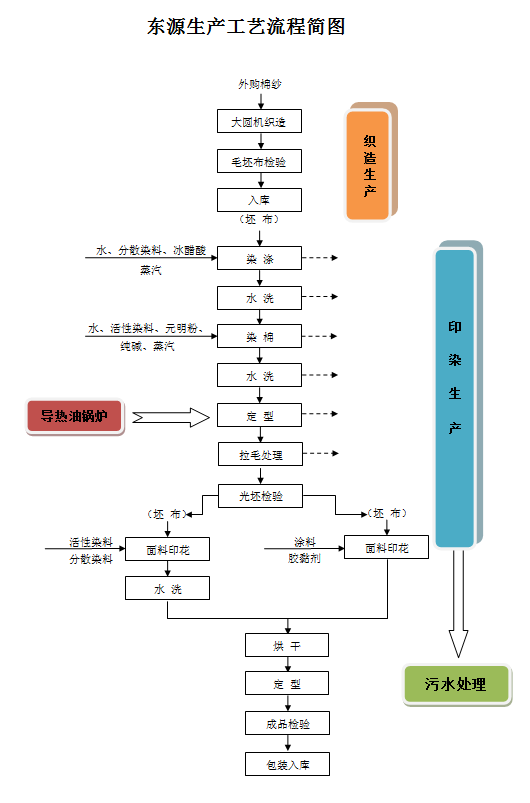 东源生产工艺流程简图
外购棉纱
大圆机织造
毛坯布检验
入库
（坯 布）
织造生产
水、分散染料、冰醋酸
蒸汽
染 涤
水 洗
水、活性染料、元明粉、
纯碱、蒸汽
染 棉
水 洗
导热油锅炉
定 型
拉毛处理
光坯检验
印染生产
（坯 布）
（坯 布）
活性染料
分散染料
面料印花
涂料
胶黏剂
面料印花
水 洗
烘 干
定 型
污水处理
成品检验
包装入库